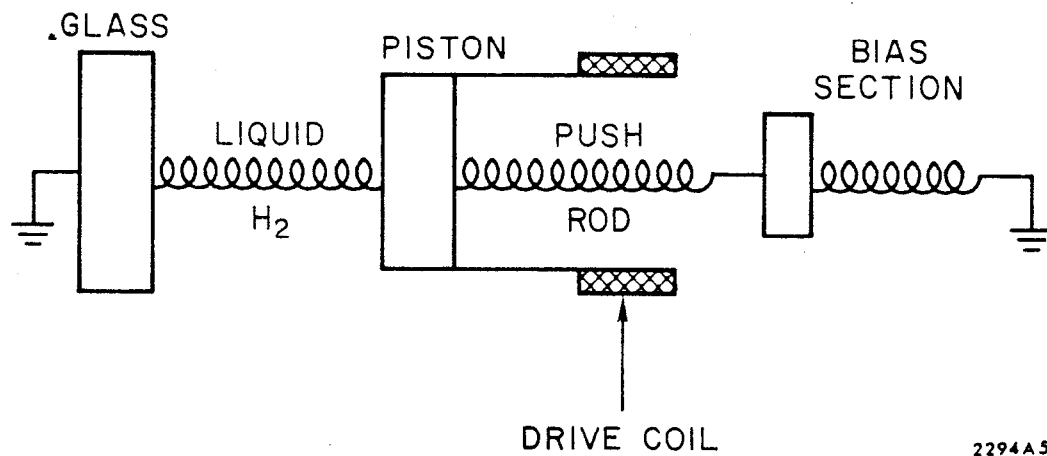 GLASS
PISTON
BIAS
SECTION
LIQUID
H₂
PUSH
ROD
DRIVE COIL
2294A5